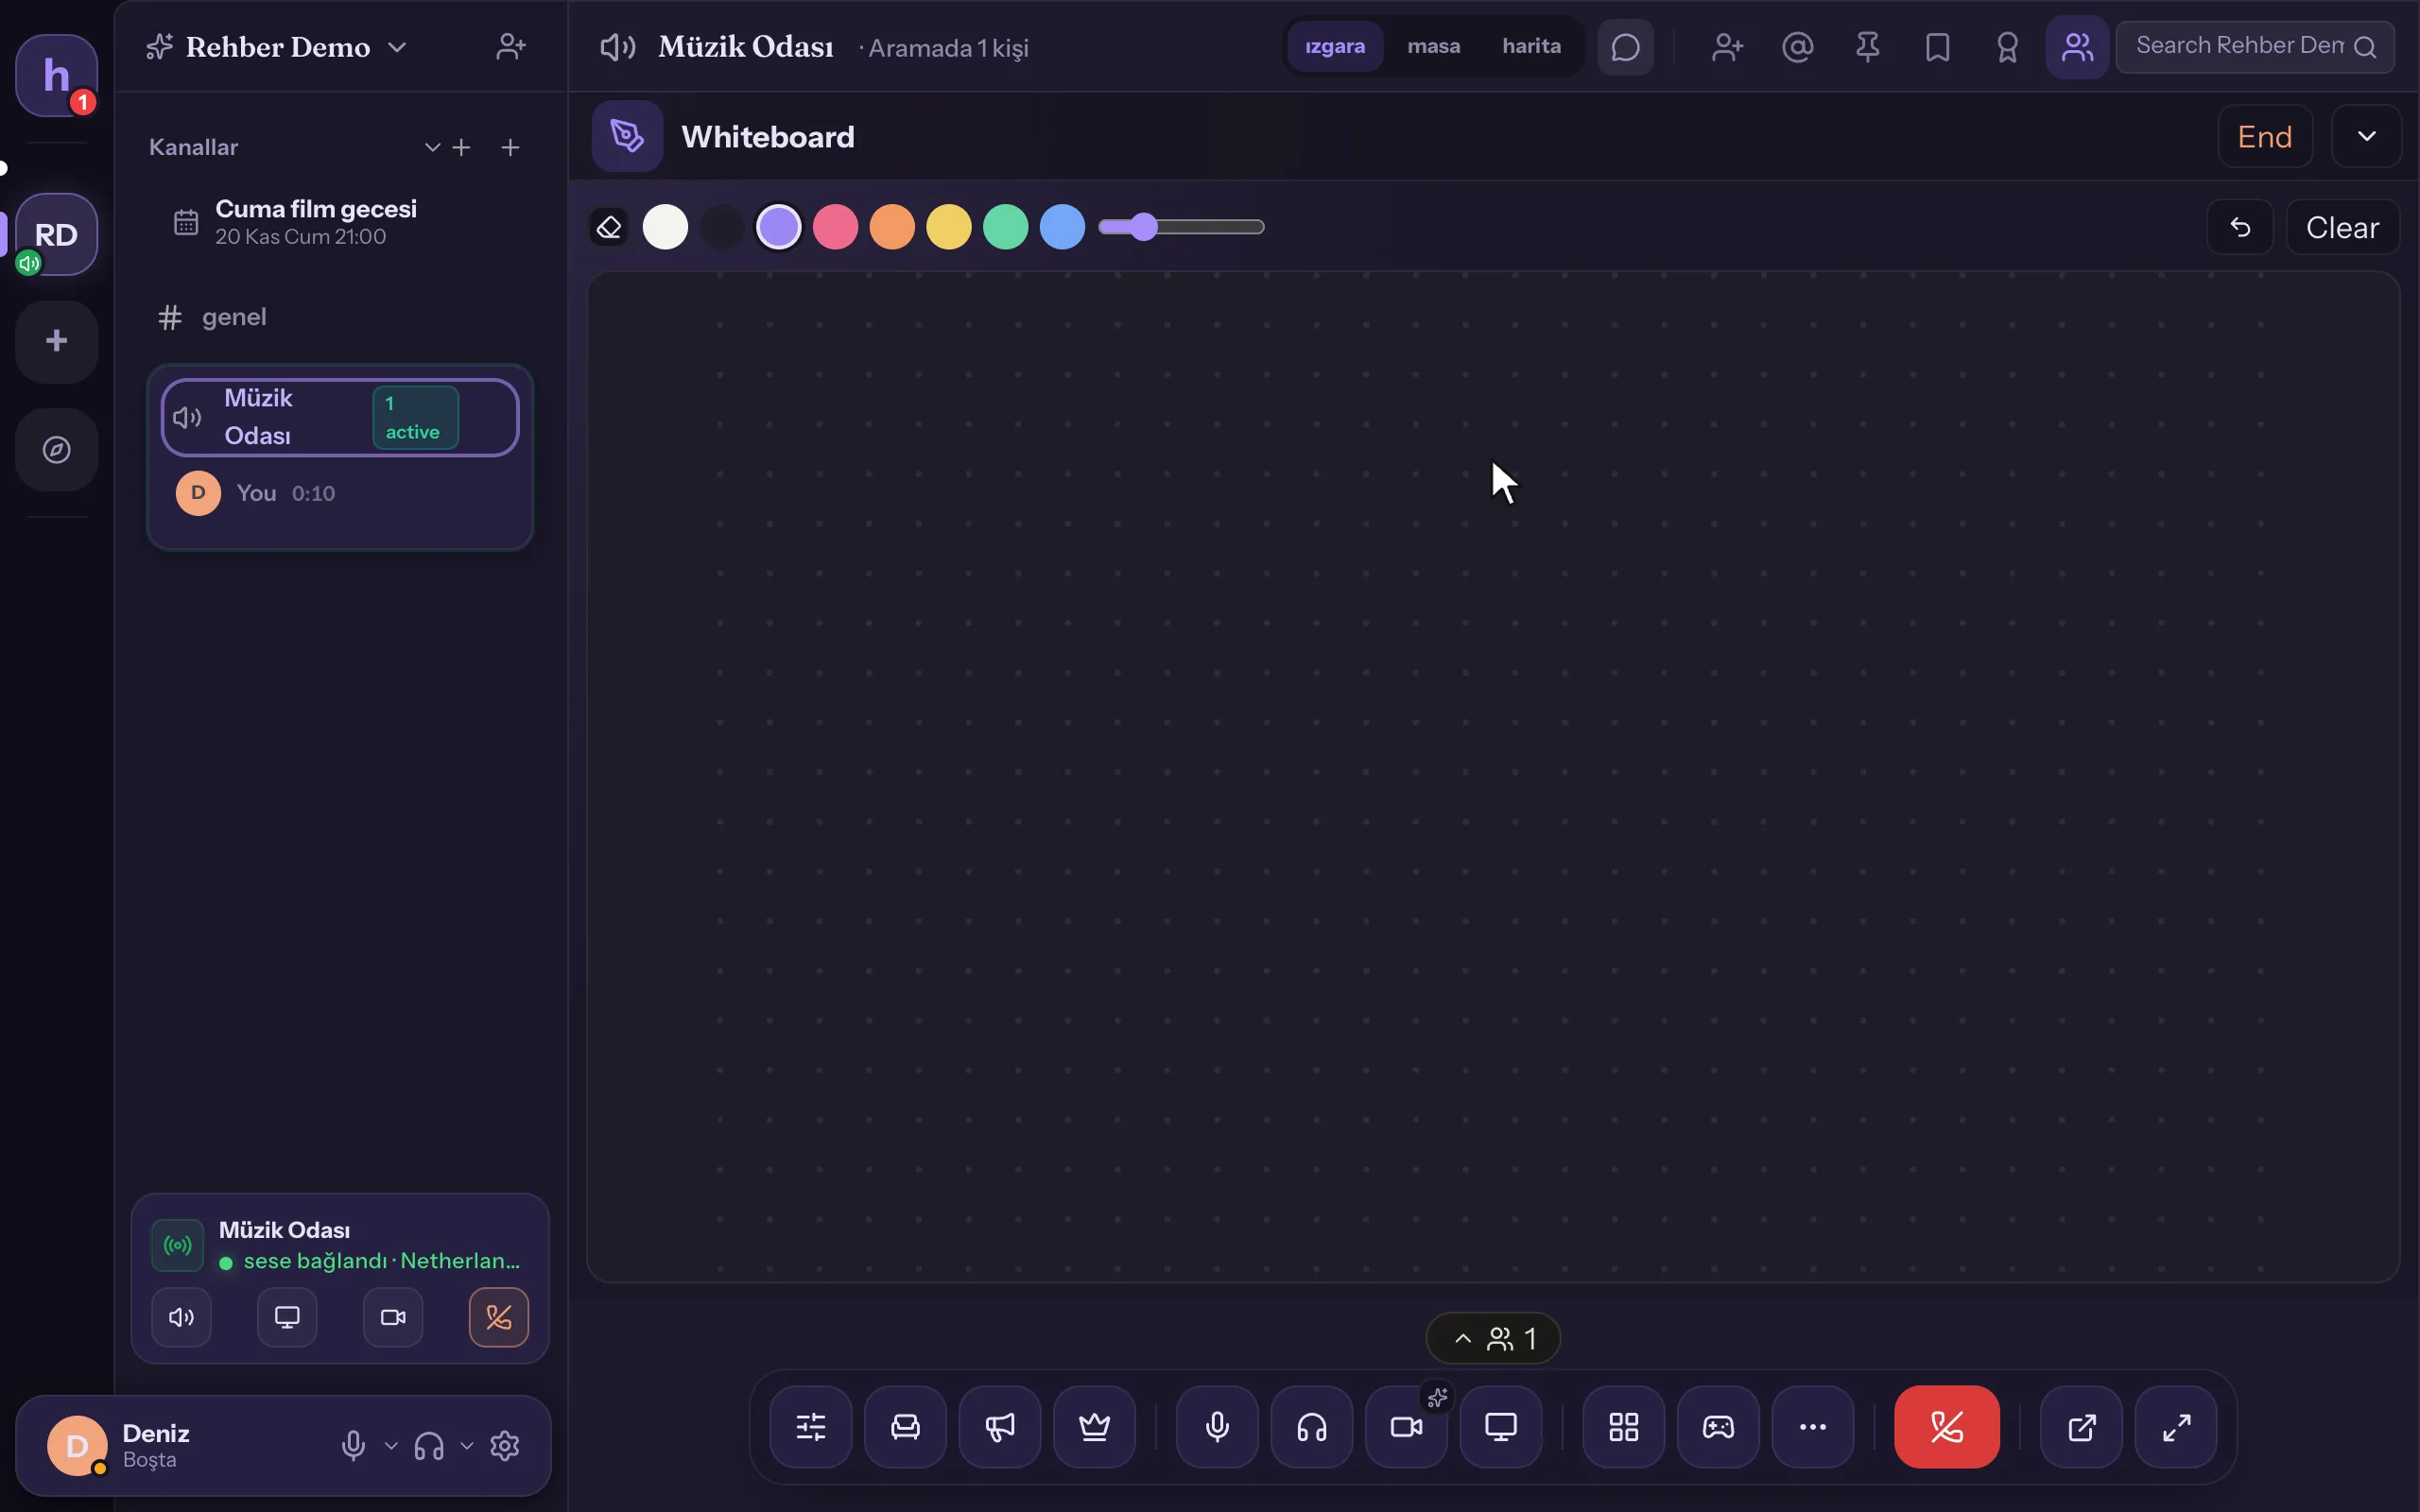 h
1
RD
Rehber Demo
Kanallar
Cuma film gecesi
20 Kas Cum 21:00
genel
Müzik
Odası
1
active
D
You 0:10
Müzik Odası
sese bağlandı · Netherlan...
D
Deniz
Boşta
Müzik Odası · Aramada 1 kişi
ızgara masa harita
Search Rehber Den
Whiteboard
End
Clear
1